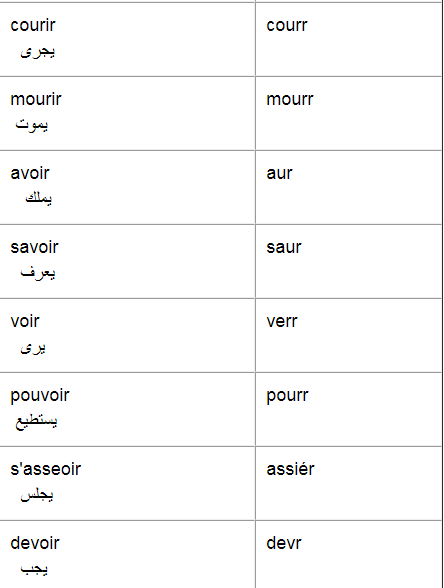 courir courr
يجرى
mourir mourr
يموت
avoir aur
يملك
savoir saur
يعرف
voir verr
يرى
pouvoir pourr
يستطيع
s'asseoir assiér
يجلس
devoir devr
يجب